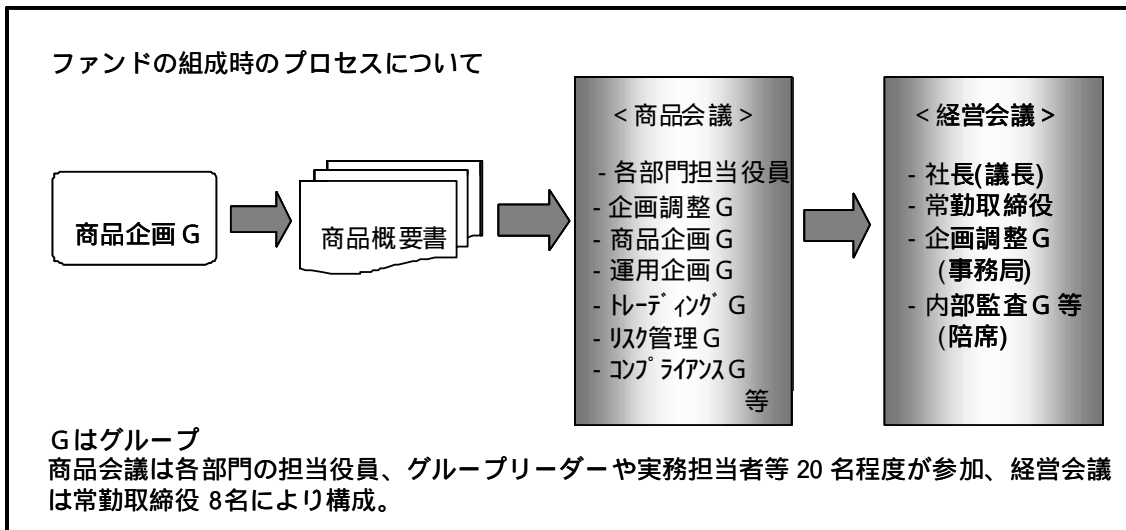 ファンドの組成時のプロセスについて
商品企画G
商品概要書
<商品会議>
- 各部門担当役員
- 企画調整G
- 商品企画G
- 運用企画G
- ﾄﾚｰﾃﾞｨﾝｸﾞG
- ﾘｽｸ管理G
- ｺﾝﾌﾟﾗｲｱﾝｽG
等
<経営会議>
- 社長(議長)
- 常勤取締役
- 企画調整G
(事務局)
- 内部監査G等
(陪席)
Gはグループ
商品会議は各部門の担当役員、グループリーダーや実務担当者等 20 名程度が参加、経営会議
は常勤取締役 8名により構成。